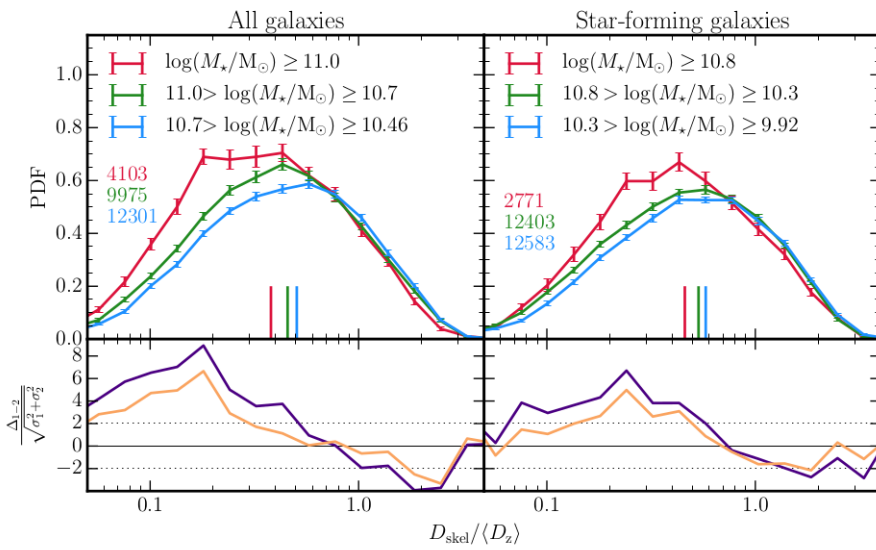 All galaxies
Star-forming galaxies
log(M⋆/M⊙) ≥ 11.0
11.0> log(M⋆/M⊙) ≥ 10.7
10.7> log(M⋆/M⊙) ≥ 10.46
log(M⋆/M⊙) ≥ 10.8
10.8 > log(M⋆/M⊙) ≥ 10.3
10.3 > log(M⋆/M⊙) ≥ 9.92
4103
9975
12301
2771
12403
12583
PDF
1.0
0.8
0.6
0.4
0.2
0.0
Δ₁₋₂/√(σ₁²+σ₂²)
8
6
4
2
0
−2
0.1
1.0
0.1
1.0
D_skel/⟨D_z⟩